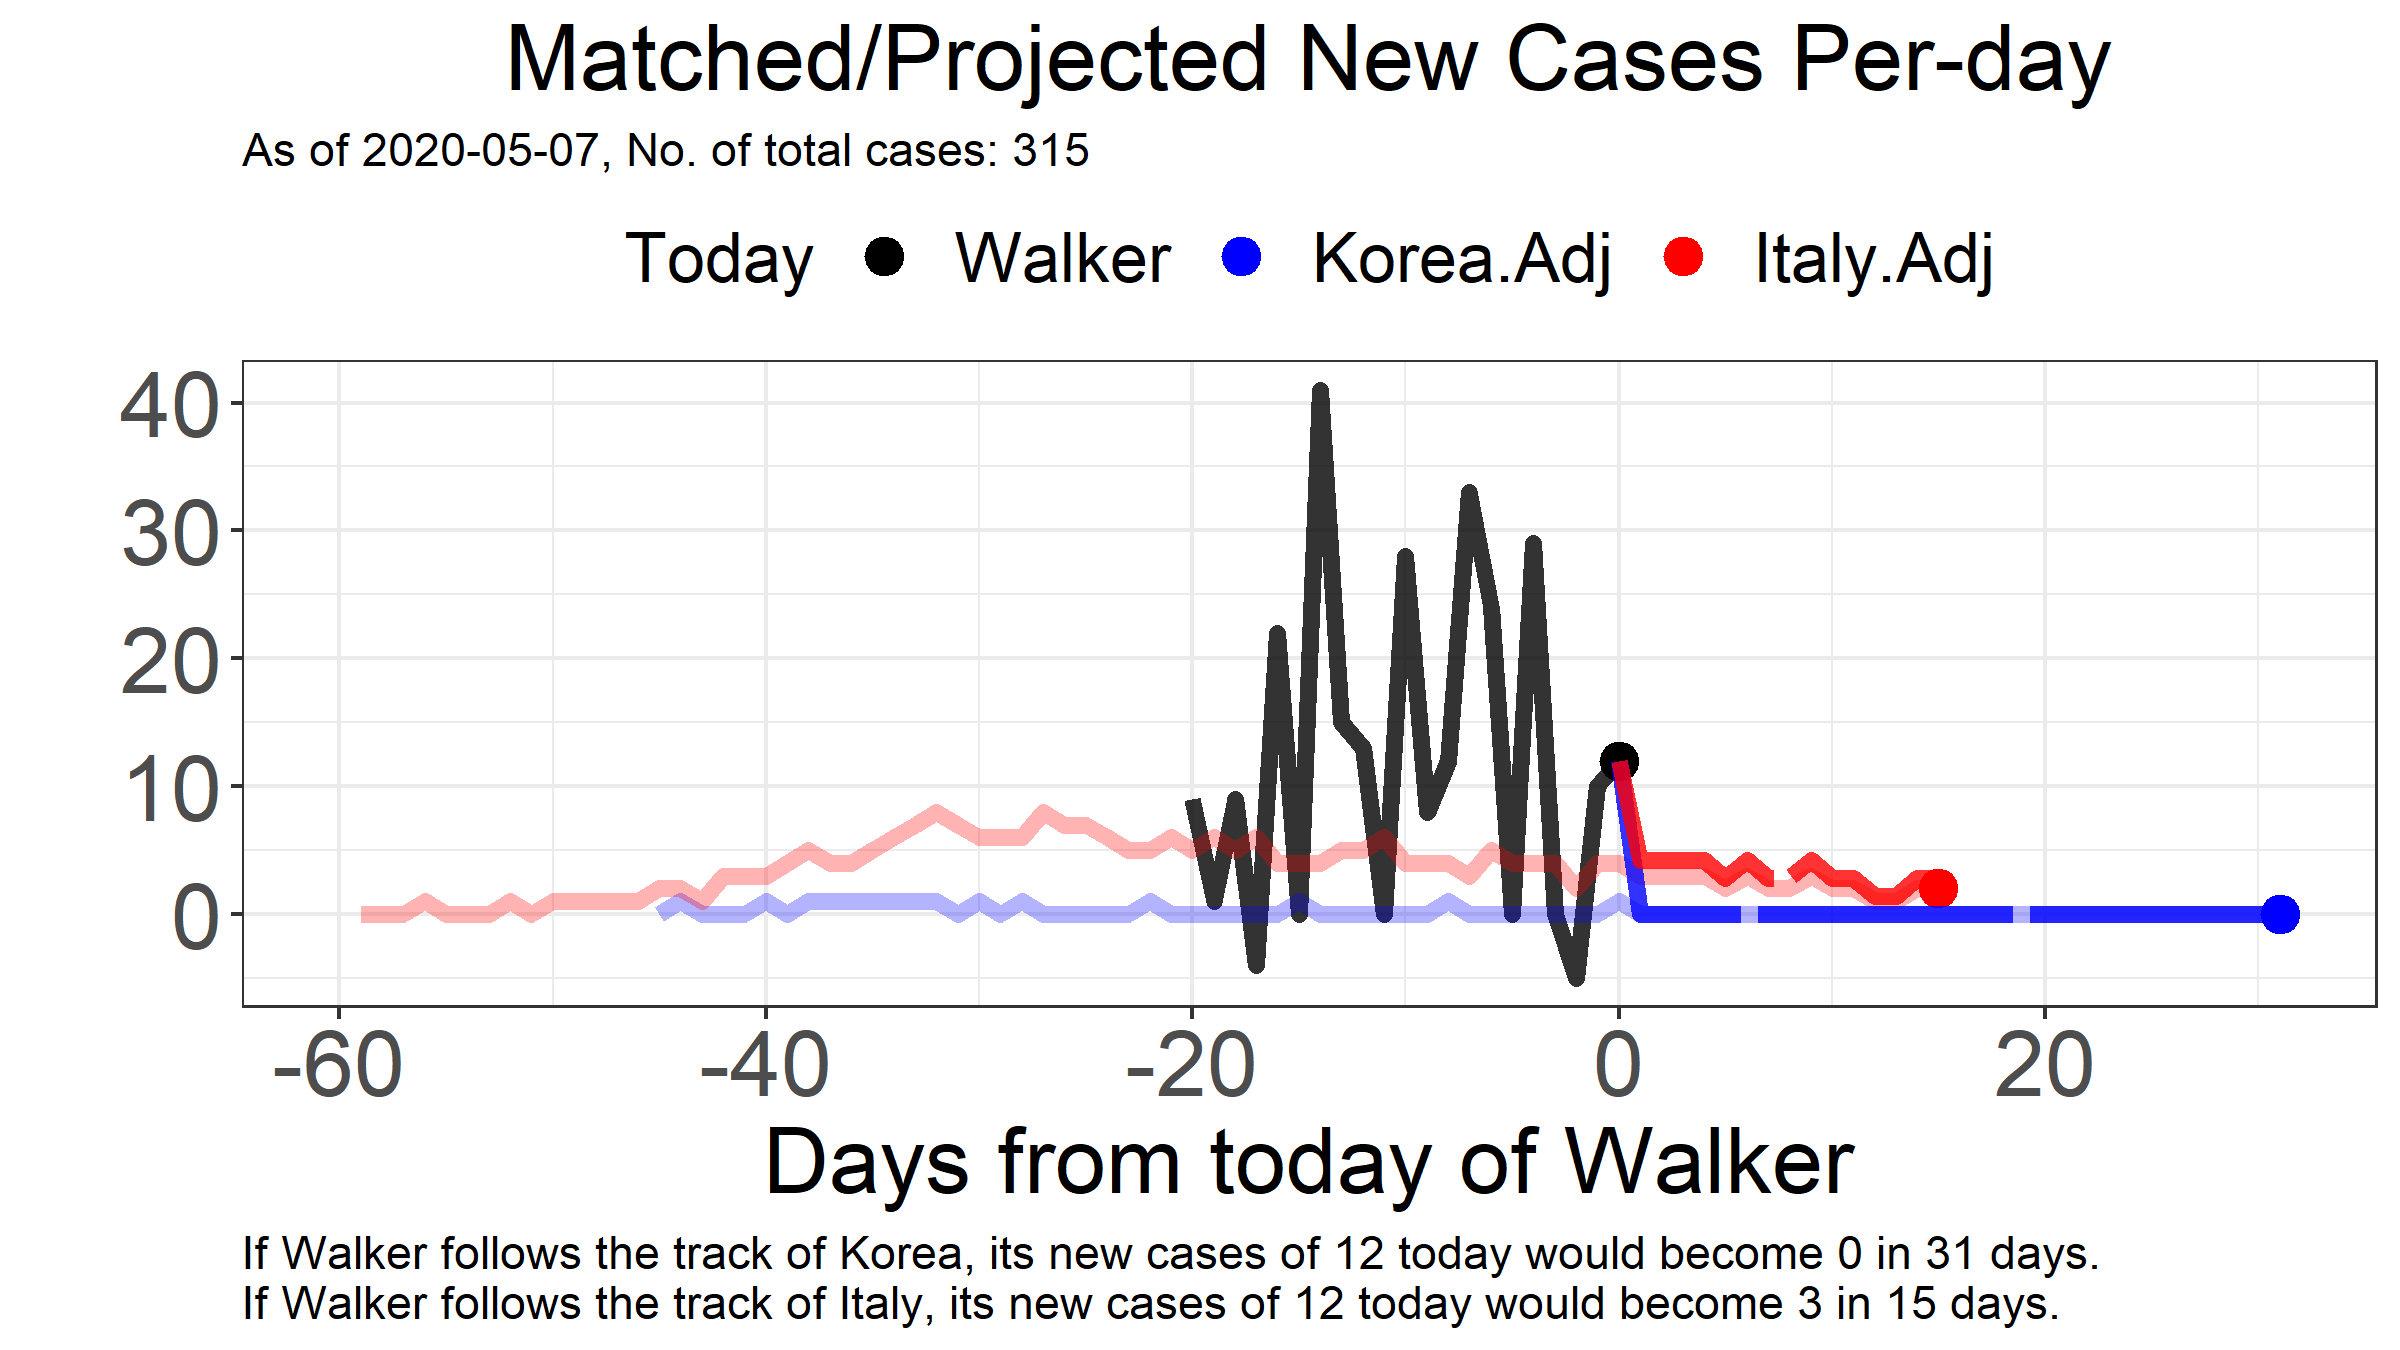 Matched/Projected New Cases Per-day
As of 2020-05-07, No. of total cases: 315
Today Walker Korea.Adj Italy.Adj
40
30
20
10
0
-60 -40 -20 0 20
Days from today of Walker
If Walker follows the track of Korea, its new cases of 12 today would become 0 in 31 days.
If Walker follows the track of Italy, its new cases of 12 today would become 3 in 15 days.